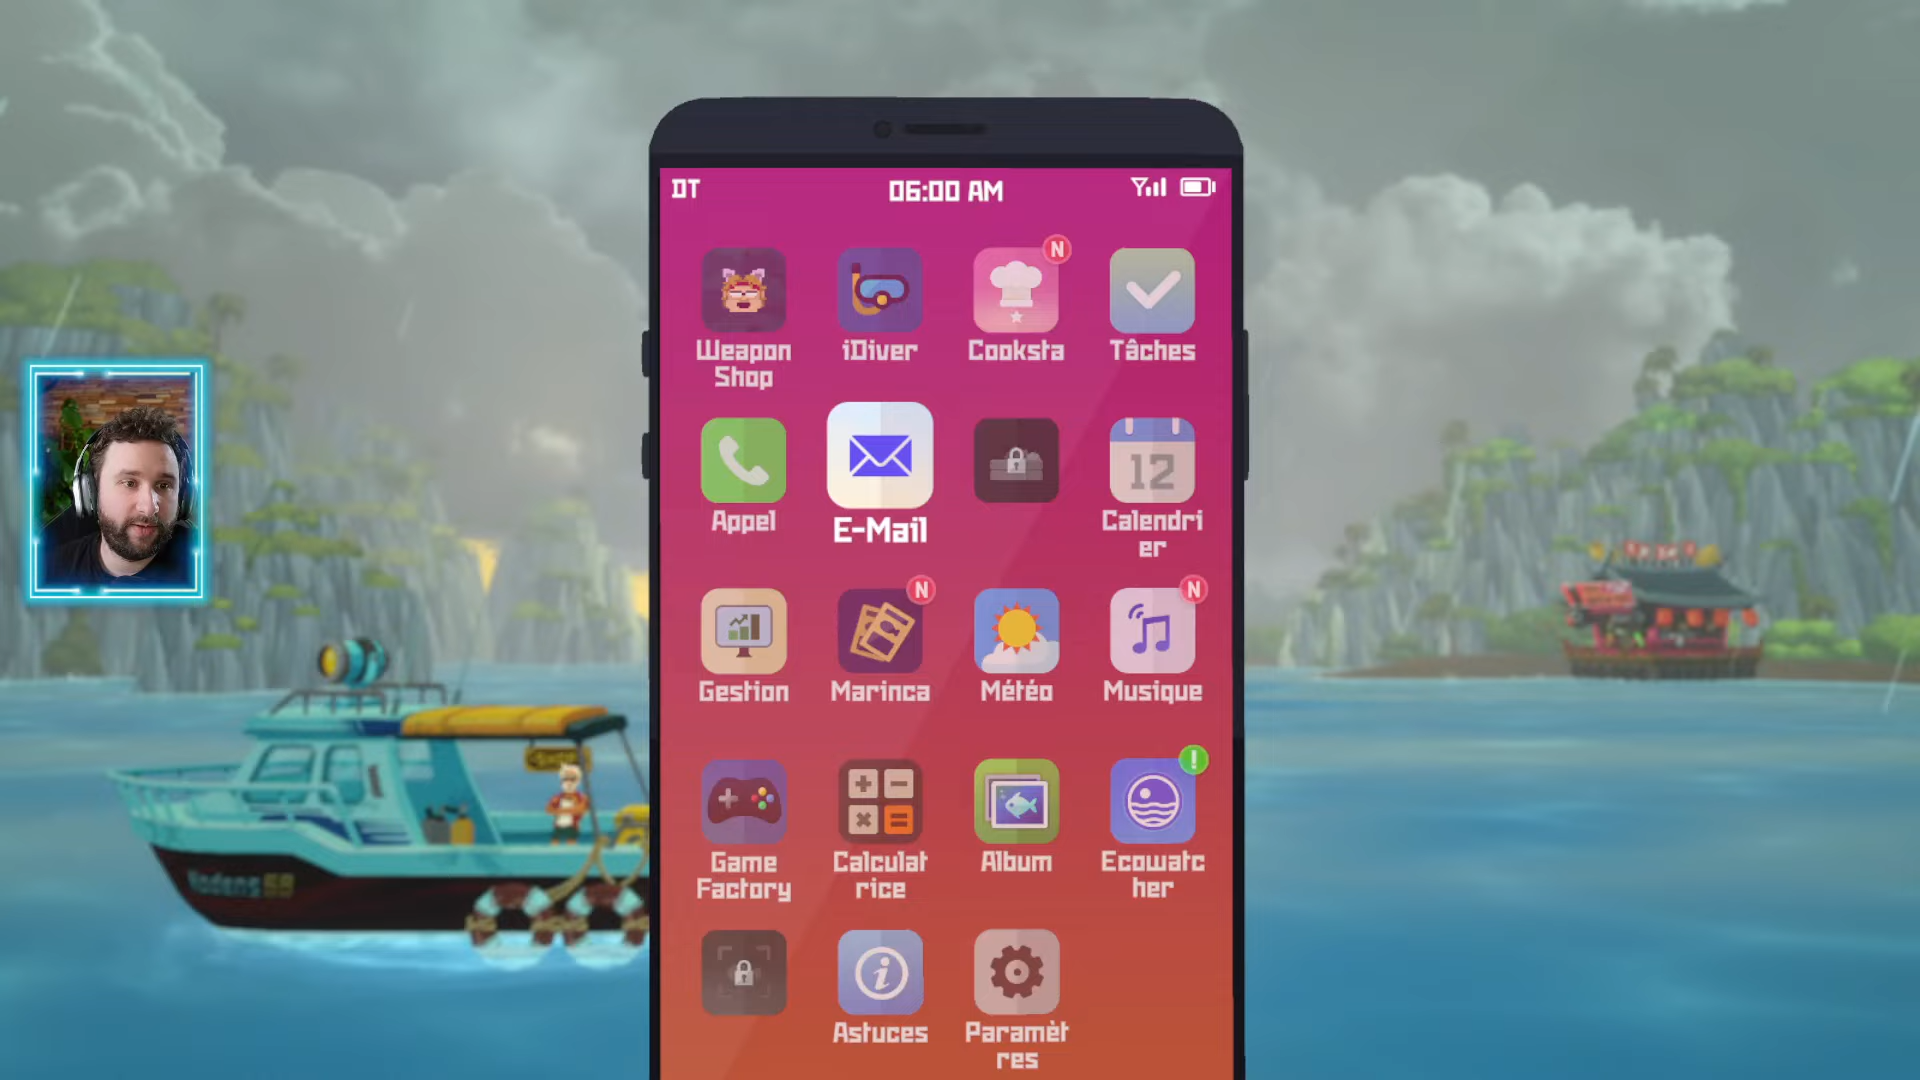 DT 06:00 AM
N
Weapon iDiver Cooksta Tâches
Shop
12
Appel E-Mail Calendri
er
N N
Gestion Marinca Météo Musique
!
Game Calculat Album Ecowatc
Factory rice her
Astuces Paramèt
res